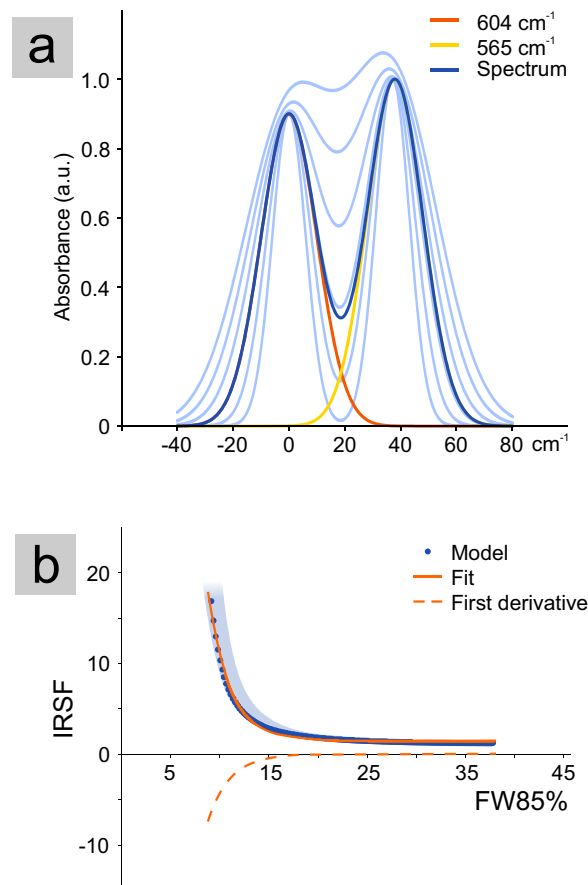 a
604 cm⁻¹
565 cm⁻¹
Spectrum
Absorbance (a.u.)
1.0
0.8
0.6
0.4
0.2
0
-40 -20 0 20 40 60 80 cm⁻¹
b
Model
Fit
First derivative
IRSF
20
10
0
-10
5 15 25 35 45
FW85%